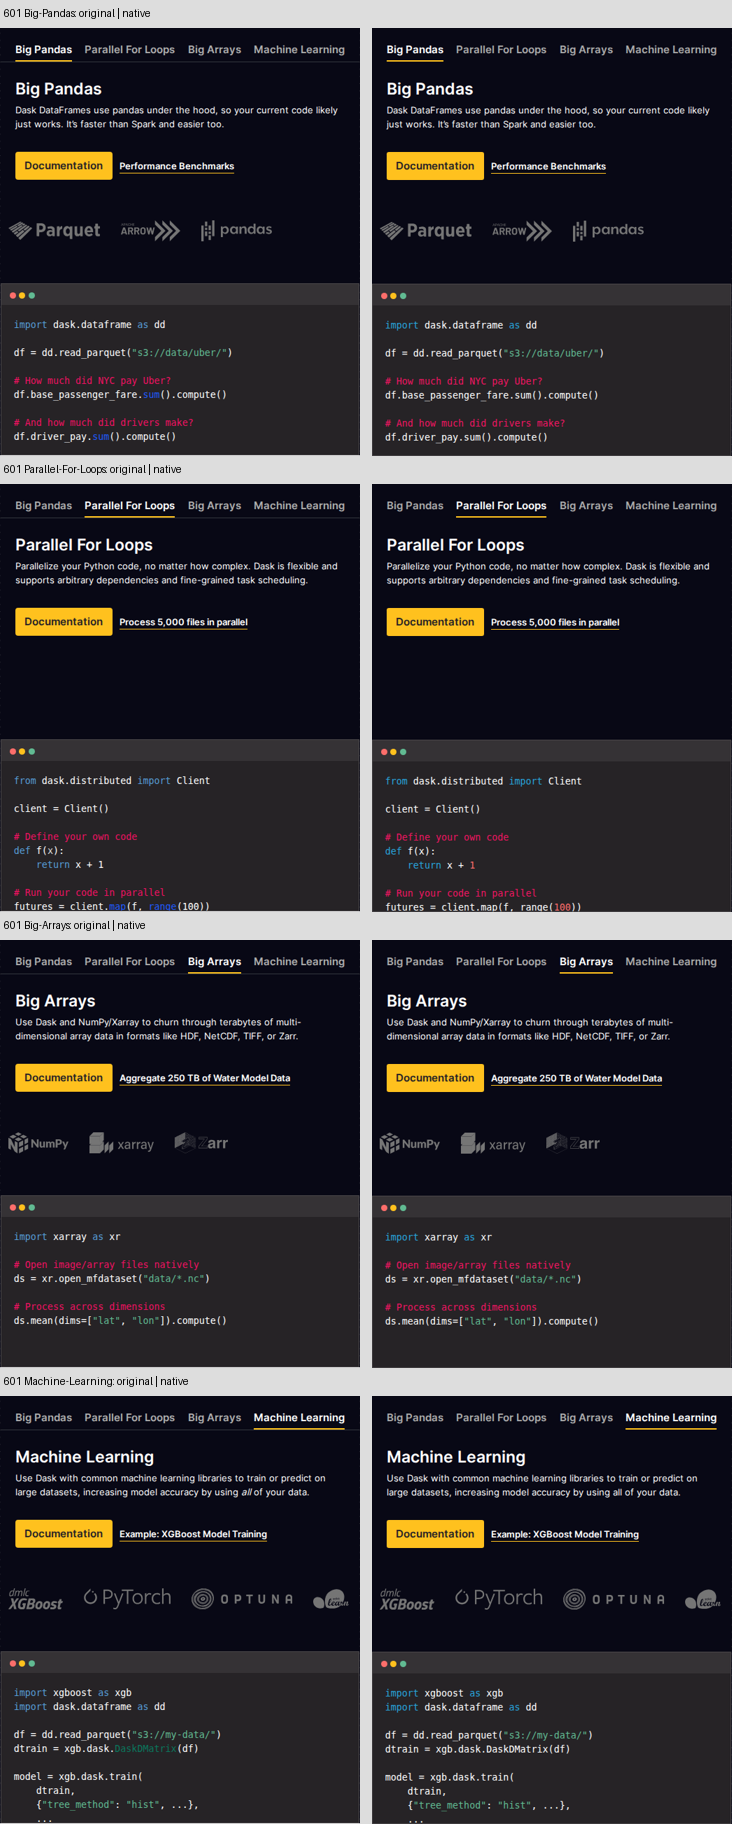 601 Big-Pandas: original | native
Big Pandas Parallel For Loops Big Arrays Machine Learning
Big Pandas
Dask DataFrames use pandas under the hood, so your current code likely
just works. It's faster than Spark and easier too.
Documentation Performance Benchmarks
Parquet APACHE ARROW pandas
import dask.dataframe as dd
df = dd.read_parquet("s3://data/uber/")
# How much did NYC pay Uber?
df.base_passenger_fare.sum().compute()
# And how much did drivers make?
df.driver_pay.sum().compute()
Big Pandas Parallel For Loops Big Arrays Machine Learning
Big Pandas
Dask DataFrames use pandas under the hood, so your current code likely
just works. It's faster than Spark and easier too.
Documentation Performance Benchmarks
Parquet APACHE ARROW pandas
import dask.dataframe as dd
df = dd.read_parquet("s3://data/uber/")
# How much did NYC pay Uber?
df.base_passenger_fare.sum().compute()
# And how much did drivers make?
df.driver_pay.sum().compute()
601 Parallel-For-Loops: original | native
Big Pandas Parallel For Loops Big Arrays Machine Learning
Parallel For Loops
Parallelize your Python code, no matter how complex. Dask is flexible and
supports arbitrary dependencies and fine-grained task scheduling.
Documentation Process 5,000 files in parallel
from dask.distributed import Client
client = Client()
# Define your own code
def f(x):
    return x + 1
# Run your code in parallel
futures = client.map(f, range(100))
Big Pandas Parallel For Loops Big Arrays Machine Learning
Parallel For Loops
Parallelize your Python code, no matter how complex. Dask is flexible and
supports arbitrary dependencies and fine-grained task scheduling.
Documentation Process 5,000 files in parallel
from dask.distributed import Client
client = Client()
# Define your own code
def f(x):
    return x + 1
# Run your code in parallel
futures = client.map(f, range(100))
601 Big-Arrays: original | native
Big Pandas Parallel For Loops Big Arrays Machine Learning
Big Arrays
Use Dask and NumPy/Xarray to churn through terabytes of multi-
dimensional array data in formats like HDF, NetCDF, TIFF, or Zarr.
Documentation Aggregate 250 TB of Water Model Data
NumPy xarray Zarr
import xarray as xr
# Open image/array files natively
ds = xr.open_mfdataset("data/*.nc")
# Process across dimensions
ds.mean(dims=["lat", "lon"]).compute()
Big Pandas Parallel For Loops Big Arrays Machine Learning
Big Arrays
Use Dask and NumPy/Xarray to churn through terabytes of multi-
dimensional array data in formats like HDF, NetCDF, TIFF, or Zarr.
Documentation Aggregate 250 TB of Water Model Data
NumPy xarray Zarr
import xarray as xr
# Open image/array files natively
ds = xr.open_mfdataset("data/*.nc")
# Process across dimensions
ds.mean(dims=["lat", "lon"]).compute()
601 Machine-Learning: original | native
Big Pandas Parallel For Loops Big Arrays Machine Learning
Machine Learning
Use Dask with common machine learning libraries to train or predict on
large datasets, increasing model accuracy by using all of your data.
Documentation Example: XGBoost Model Training
dmlc XGBoost PyTorch OPTUNA learn
import xgboost as xgb
import dask.dataframe as dd
df = dd.read_parquet("s3://my-data/")
dtrain = xgb.dask.DaskDMatrix(df)
model = xgb.dask.train(
    dtrain,
    {"tree_method": "hist", ...},
    ...
Big Pandas Parallel For Loops Big Arrays Machine Learning
Machine Learning
Use Dask with common machine learning libraries to train or predict on
large datasets, increasing model accuracy by using all of your data.
Documentation Example: XGBoost Model Training
dmlc XGBoost PyTorch OPTUNA learn
import xgboost as xgb
import dask.dataframe as dd
df = dd.read_parquet("s3://my-data/")
dtrain = xgb.dask.DaskDMatrix(df)
model = xgb.dask.train(
    dtrain,
    {"tree_method": "hist", ...},
    ...